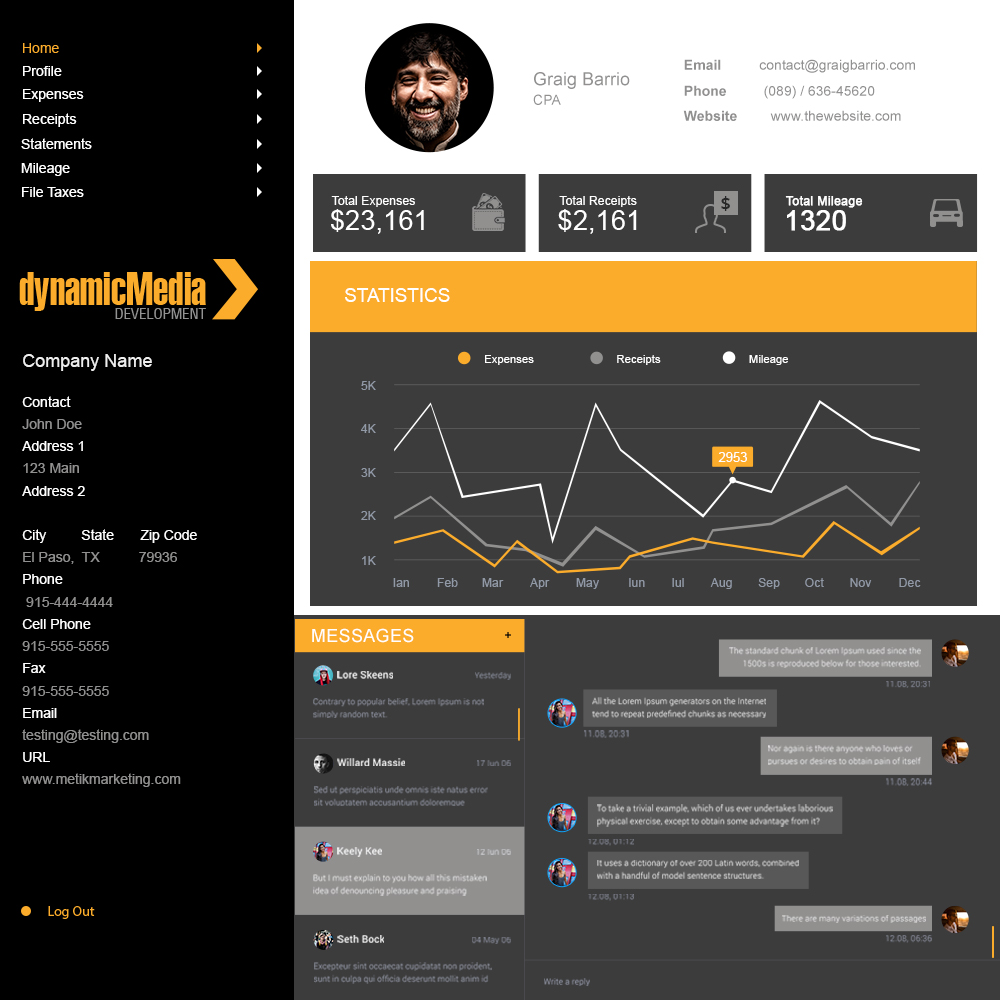 Home
Profile
Expenses
Receipts
Statements
Mileage
File Taxes
dynamicMedia
DEVELOPMENT
Company Name
Contact
John Doe
Address 1
123 Main
Address 2
City State Zip Code
El Paso, TX 79936
Phone
915-444-4444
Cell Phone
915-555-5555
Fax
915-555-5555
Email
testing@testing.com
URL
www.metikmarketing.com
Log Out
Graig Barrio
CPA
Email contact@graigbarrio.com
Phone (089) / 636-45620
Website www.thewebsite.com
Total Expenses
$23,161
Total Receipts
$2,161
$
Total Mileage
1320
STATISTICS
Expenses Receipts Mileage
5K
4K
3K
2K
1K
2953
Ian Feb Mar Apr May Iun Iul Aug Sep Oct Nov Dec
MESSAGES +
Lore Skeens Yesterday
Contrary to popular belief, Lorem Ipsum is not
simply random text.
Willard Massie 17 Iun 06
Sed ut perspiciatis unde omnis iste natus error
sit voluptatem accusantium doloremoue
Keely Kee 12 Iun 06
But I must explain to you how all this mistaken
idea of denouncing pleasure and praising
Seth Bock 04 May 06
Excepteur sint occaecat cupidatat non proident,
sunt in culpa qui officia deserunt mollit anim id
The standard chunk of Lorem Ipsum used since the
1500s is reproduced below for those interested.
11.08, 20:31
All the Lorem Ipsum generators on the Internet
tend to repeat predefined chunks as necessary
11.08, 20:31
Nor again is there anyone who loves or
pursues or desires to obtain pain of itself
11.08, 20:44
To take a trivial example, which of us ever undertakes laborious
physical exercise, except to obtain some advantage from it?
12.08, 01:12
It uses a dictionary of over 200 Latin words, combined
with a handful of model sentence structures.
12.08, 01:13
There are many variations of passages
12.08, 06:36
Write a reply